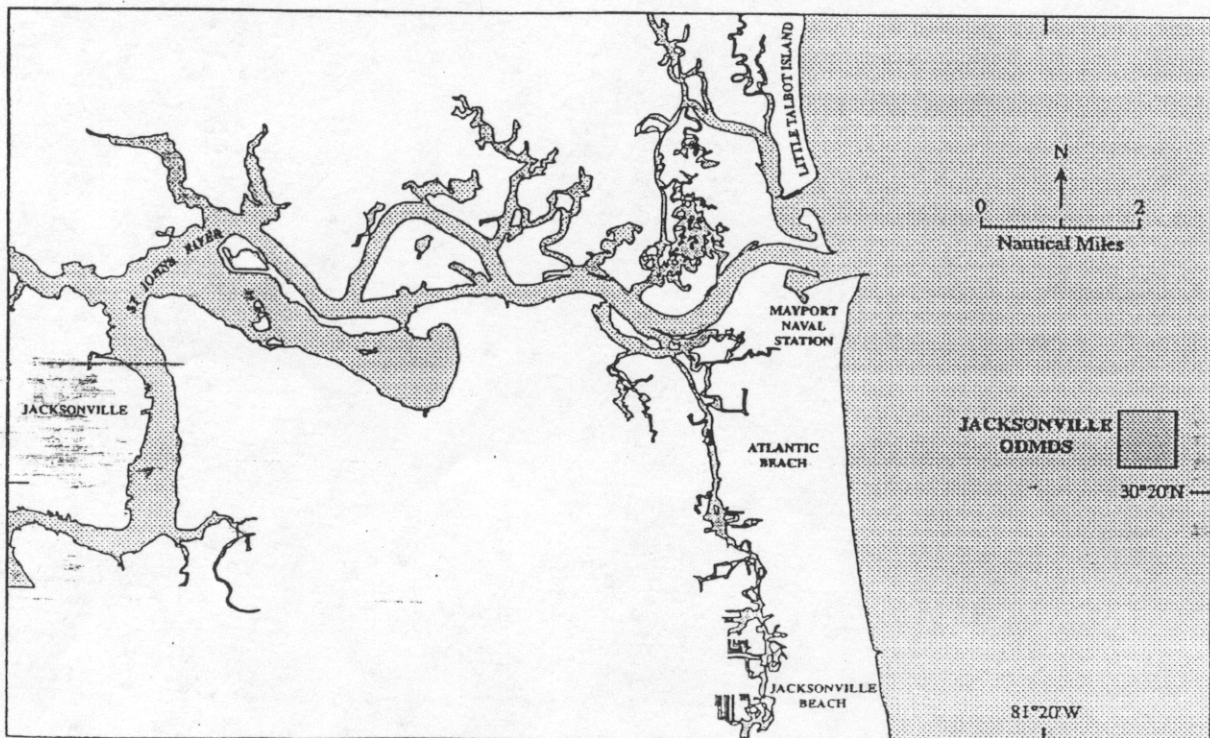 LITTLE TALBOT ISLAND
N
0 2
Nautical Miles
ST JOHNS RIVER
MAYPORT
NAVAL
STATION
JACKSONVILLE
JACKSONVILLE
ODMDS
ATLANTIC
BEACH
30°20'N
JACKSONVILLE
BEACH
81°20'W